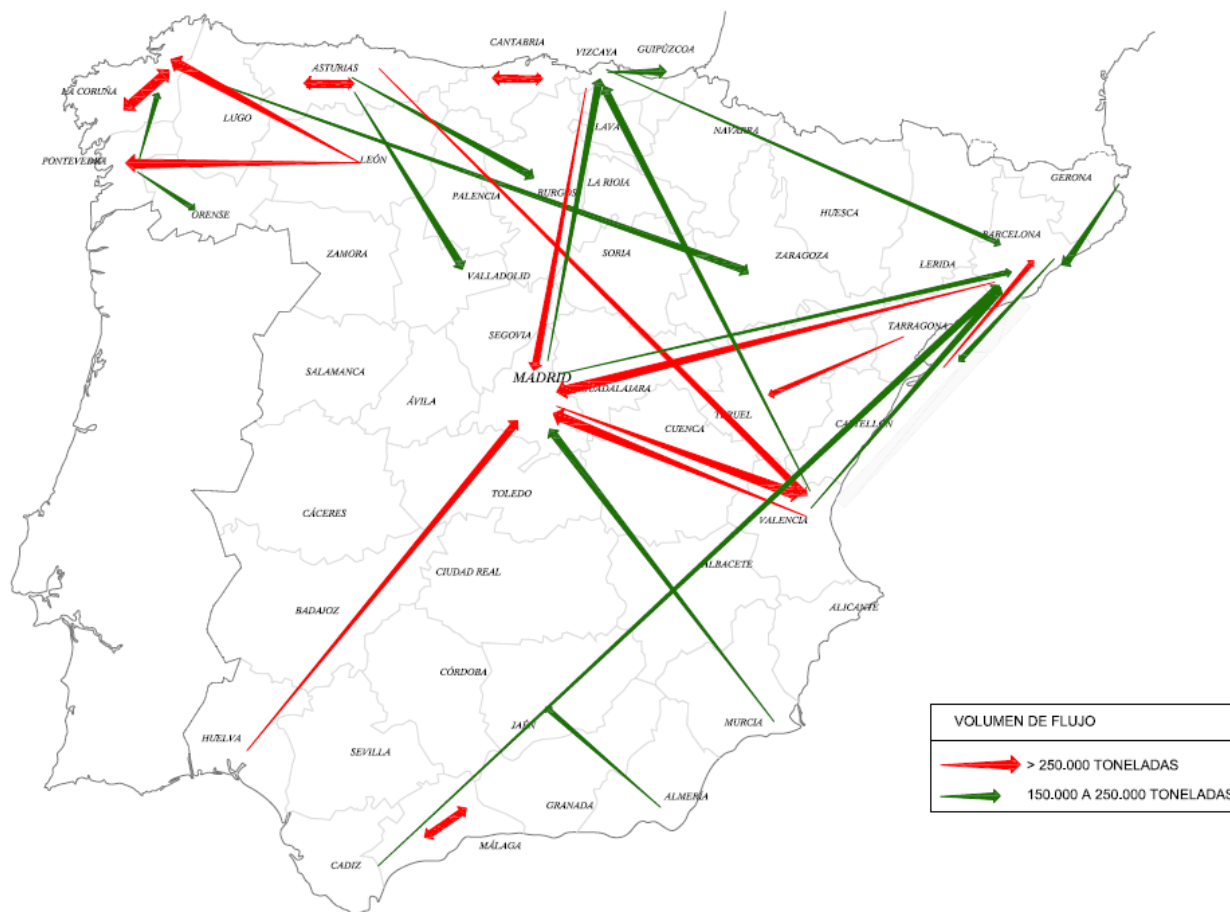 CANTABRIA
VIZCAYA
GUIPÚZCOA
ASTURIAS
LA CORUÑA
LUGO
LAVA
NAVARRA
PONTEVEDRA
LEÓN
PALENCIA
BURGOS
LA RIOJA
HUESCA
GERONA
ORENSE
BARCELONA
ZAMORA
VALLADOLID
SORIA
ZARAGOZA
LERIDA
SEGOVIA
TARRAGONA
SALAMANCA
MADRID
GUADALAJARA
ÁVILA
TERUEL
CUENCA
CASTELLÓN
TOLEDO
CÁCERES
VALENCIA
CIUDAD REAL
ALBACETE
BADAJOZ
ALICANTE
CÓRDOBA
JAÉN
MURCIA
HUELVA
SEVILLA
GRANADA
ALMERIA
MÁLAGA
CADIZ
VOLUMEN DE FLUJO
> 250.000 TONELADAS
150.000 A 250.000 TONELADAS